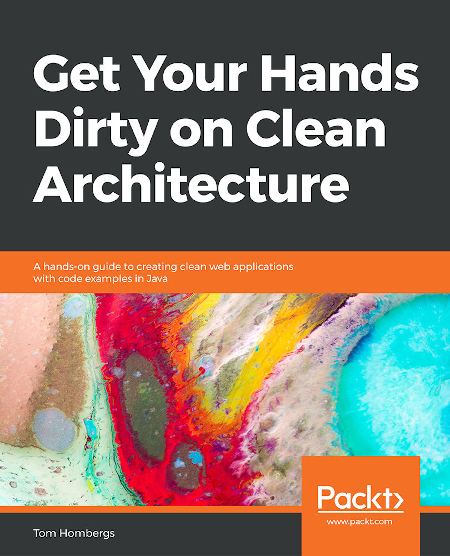 Get Your Hands
Dirty on Clean
Architecture
A hands-on guide to creating clean web applications
with code examples in Java
Packt>
www.packt.com
Tom Hombergs